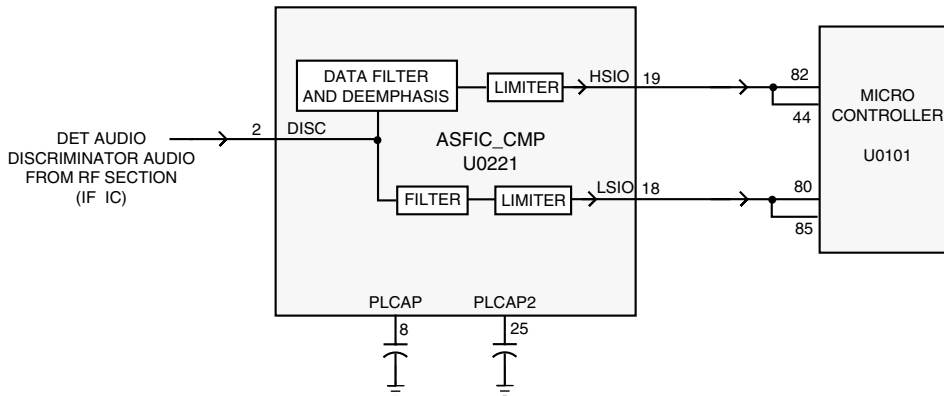 DATA FILTER
AND DEEMPHASIS
LIMITER
HSIO
19
82
44
MICRO
CONTROLLER
U0101
DET AUDIO
DISCRIMINATOR AUDIO
FROM RF SECTION
(IF IC)
2
DISC
ASFIC_CMP
U0221
FILTER
LIMITER
LSIO
18
80
85
PLCAP
8
PLCAP2
25